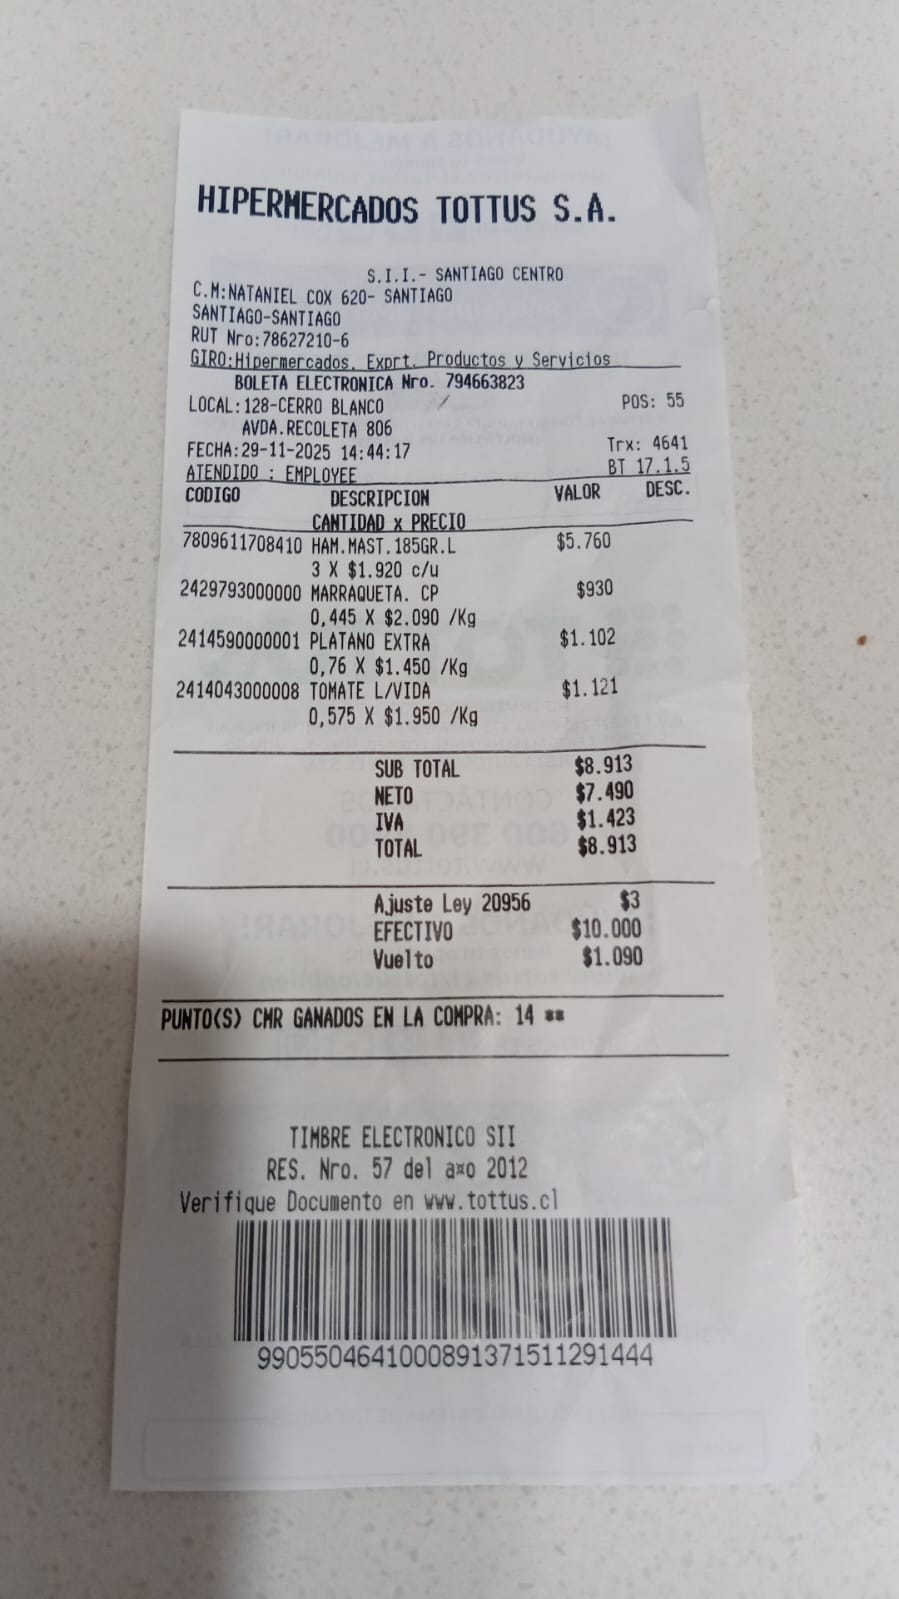 HIPERMERCADOS TOTTUS S.A.
S.I.I.- SANTIAGO CENTRO
C.M:NATANIEL COX 620- SANTIAGO
SANTIAGO-SANTIAGO
RUT Nro:78627210-6
GIRO:Hipermercados, Exprt. Productos y Servicios
BOLETA ELECTRONICA Nro. 794663823
LOCAL:128-CERRO BLANCO POS: 55
AVDA.RECOLETA 806
FECHA:29-11-2025 14:44:17 Trx: 4641
ATENDIDO : EMPLOYEE BT 17.1.5
CODIGO DESCRIPCION VALOR DESC.
CANTIDAD x PRECIO
7809611708410 HAM.MAST.185GR.L $5.760
3 X $1.920 c/u
2429793000000 MARRAQUETA. CP $930
0,445 X $2.090 /Kg
2414590000001 PLATANO EXTRA $1.102
0,76 X $1.450 /Kg
2414043000008 TOMATE L/VIDA $1.121
0,575 X $1.950 /Kg
SUB TOTAL $8.913
NETO $7.490
IVA $1.423
TOTAL $8.913
Ajuste Ley 20956 $3
EFECTIVO $10.000
Vuelto $1.090
PUNTO(S) CMR GANADOS EN LA COMPRA: 14 **
TIMBRE ELECTRONICO SII
RES. Nro. 57 del a¤o 2012
Verifique Documento en www.tottus.cl
990550464100089137151129​1444